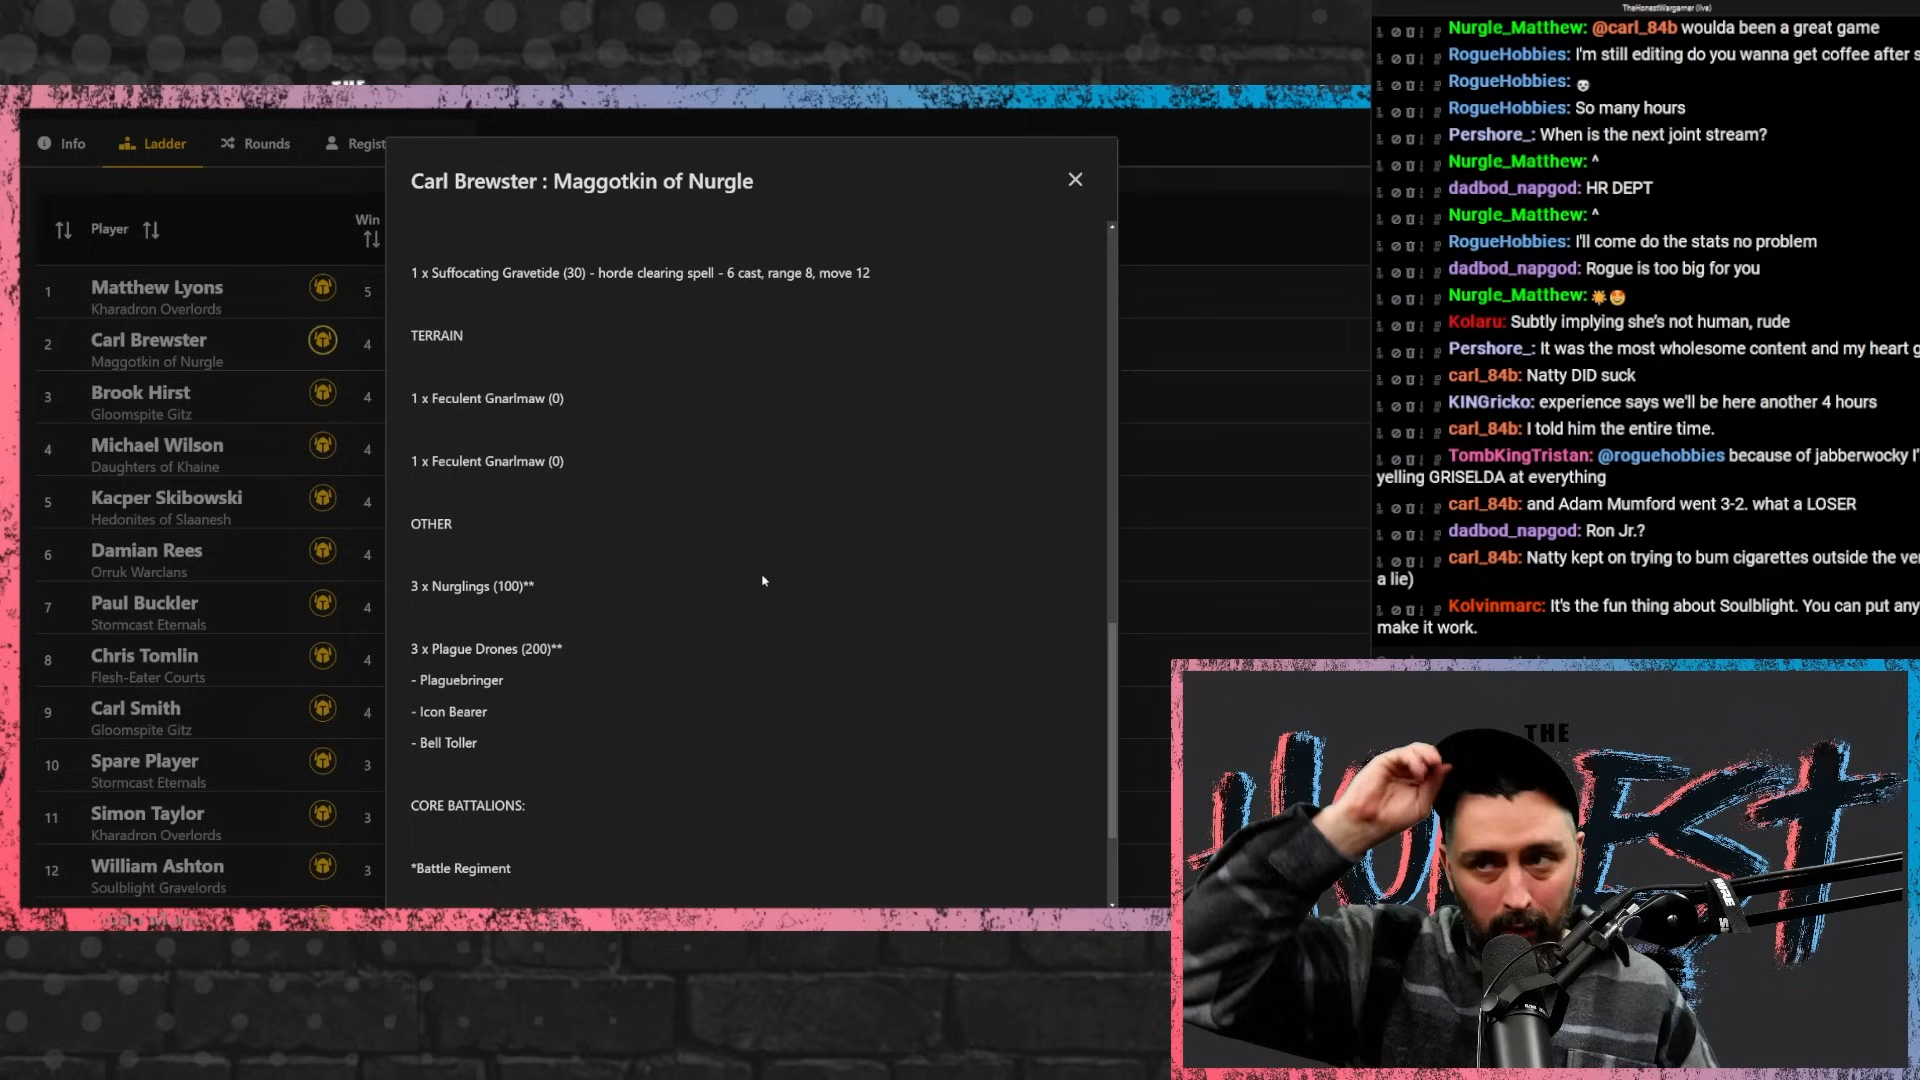 TheHonestWargamer (live)
THE
Info
Ladder
Rounds
Regist
Player
Win
1
Matthew Lyons
Kharadron Overlords
5
2
Carl Brewster
Maggotkin of Nurgle
4
3
Brook Hirst
Gloomspite Gitz
4
4
Michael Wilson
Daughters of Khaine
4
5
Kacper Skibowski
Hedonites of Slaanesh
4
6
Damian Rees
Orruk Warclans
4
7
Paul Buckler
Stormcast Eternals
4
8
Chris Tomlin
Flesh-Eater Courts
4
9
Carl Smith
Gloomspite Gitz
4
10
Spare Player
Stormcast Eternals
3
11
Simon Taylor
Kharadron Overlords
3
12
William Ashton
Soulblight Gravelords
3
Carl Brewster : Maggotkin of Nurgle
1 x Suffocating Gravetide (30) - horde clearing spell - 6 cast, range 8, move 12
TERRAIN
1 x Feculent Gnarlmaw (0)
1 x Feculent Gnarlmaw (0)
OTHER
3 x Nurglings (100)**
3 x Plague Drones (200)**
- Plaguebringer
- Icon Bearer
- Bell Toller
CORE BATTALIONS:
*Battle Regiment
Nurgle_Matthew: @carl_84b woulda been a great game
RogueHobbies: I'm still editing do you wanna get coffee after s
RogueHobbies:
RogueHobbies: So many hours
Pershore_: When is the next joint stream?
Nurgle_Matthew: ^
dadbod_napgod: HR DEPT
Nurgle_Matthew: ^
RogueHobbies: I'll come do the stats no problem
dadbod_napgod: Rogue is too big for you
Nurgle_Matthew:
Kolaru: Subtly implying she's not human, rude
Pershore_: It was the most wholesome content and my heart g
carl_84b: Natty DID suck
KINGricko: experience says we'll be here another 4 hours
carl_84b: I told him the entire time.
TombKingTristan: @roguehobbies because of jabberwocky I'
yelling GRISELDA at everything
carl_84b: and Adam Mumford went 3-2. what a LOSER
dadbod_napgod: Ron Jr.?
carl_84b: Natty kept on trying to bum cigarettes outside the ve
a lie)
Kolvinmarc: It's the fun thing about Soulblight. You can put any
make it work.
THE
HONEST